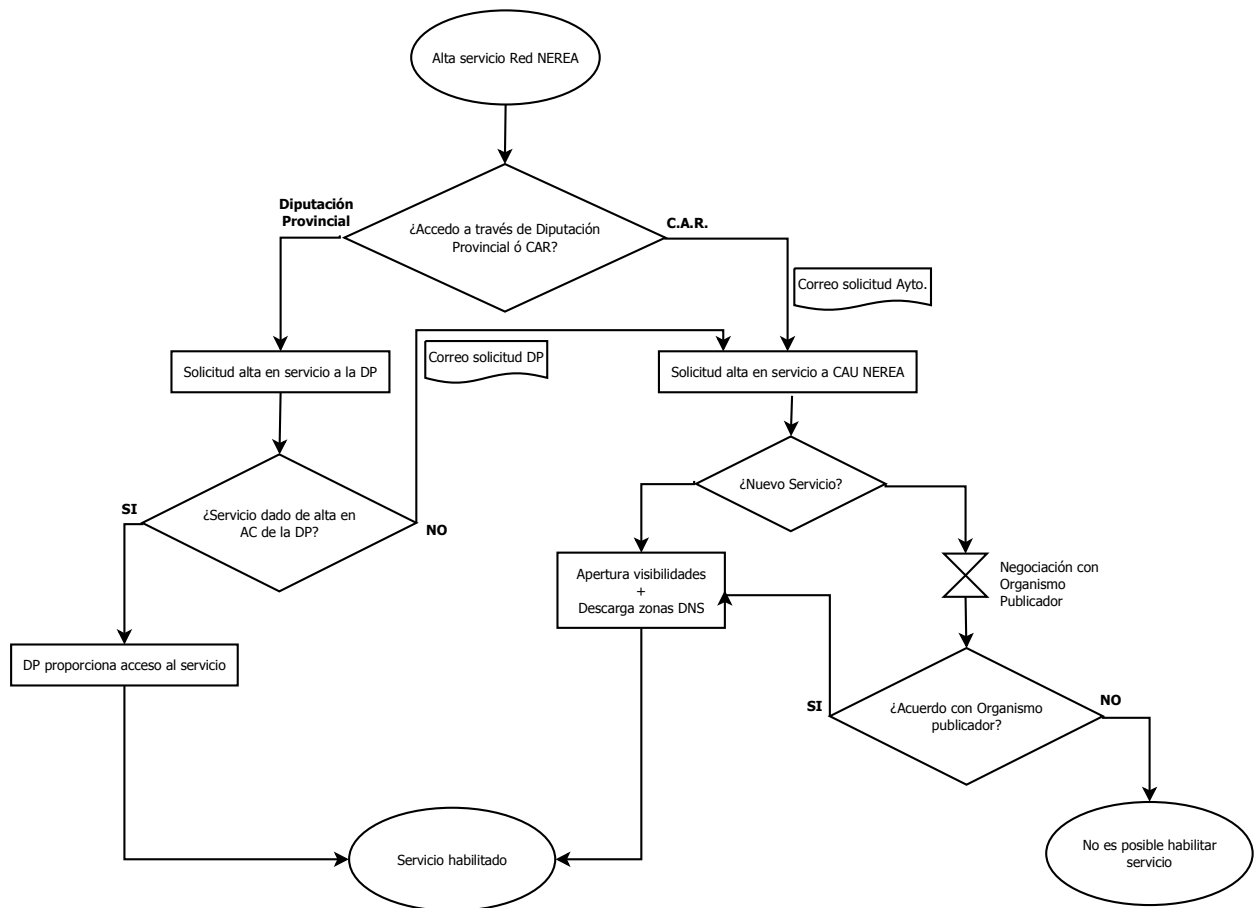 Alta servicio Red NEREA
Diputación
Provincial
¿Accedo a través de Diputación
Provincial ó CAR?
C.A.R.
Correo solicitud Ayto.
Solicitud alta en servicio a la DP
Correo solicitud DP
Solicitud alta en servicio a CAU NEREA
¿Nuevo Servicio?
SI
¿Servicio dado de alta en
AC de la DP?
NO
Apertura visibilidades
+
Descarga zonas DNS
Negociación con
Organismo
Publicador
DP proporciona acceso al servicio
SI
¿Acuerdo con Organismo
publicador?
NO
Servicio habilitado
No es posible habilitar
servicio